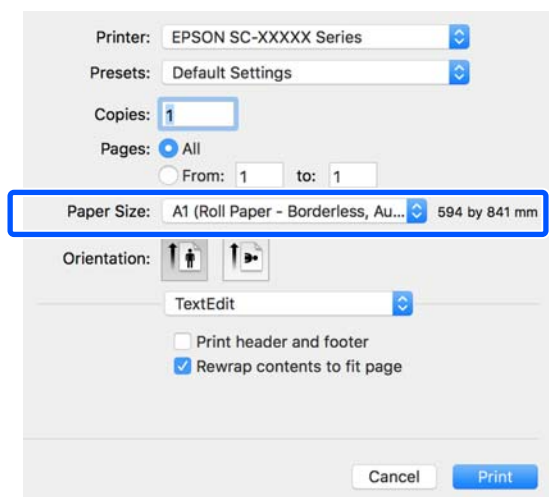 Printer: EPSON SC-XXXXX Series
Presets: Default Settings
Copies: 1
Pages: All
From: 1 to: 1
Paper Size: A1 (Roll Paper - Borderless, Au... 594 by 841 mm
Orientation:
TextEdit
Print header and footer
Rewrap contents to fit page
Cancel Print